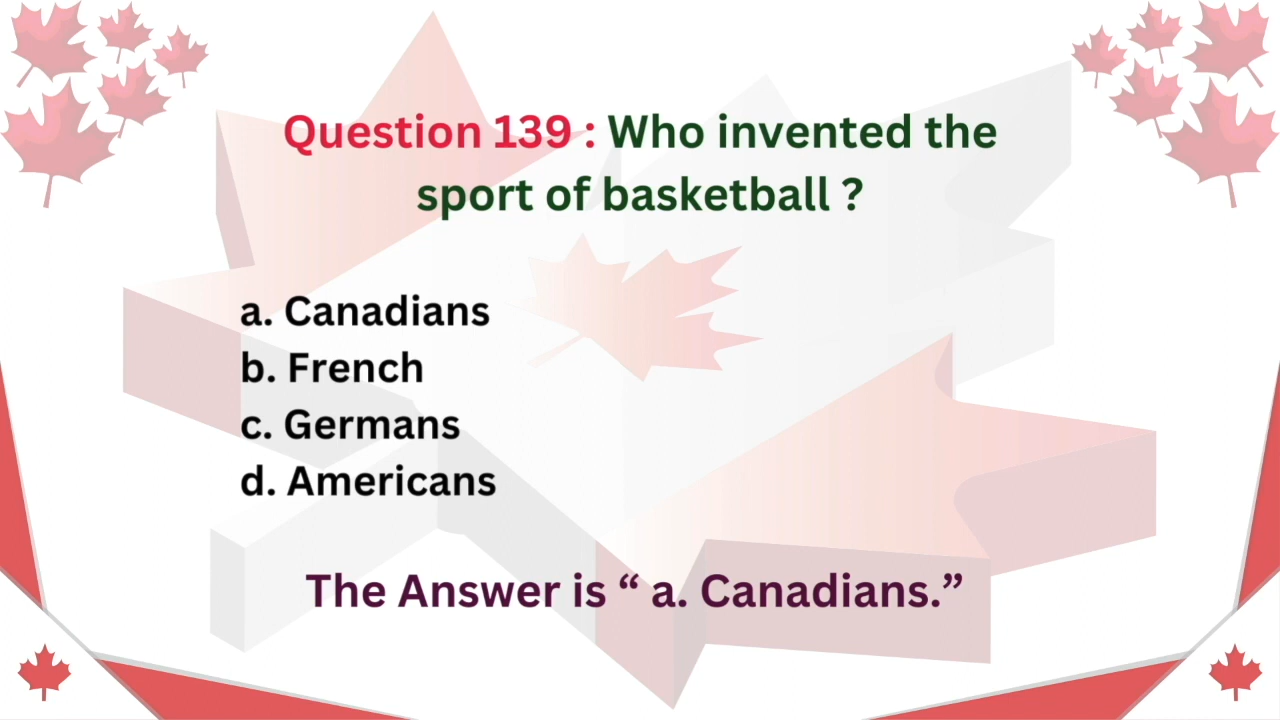 Question 139 : Who invented the
sport of basketball ?
a. Canadians
b. French
c. Germans
d. Americans
The Answer is “ a. Canadians.”